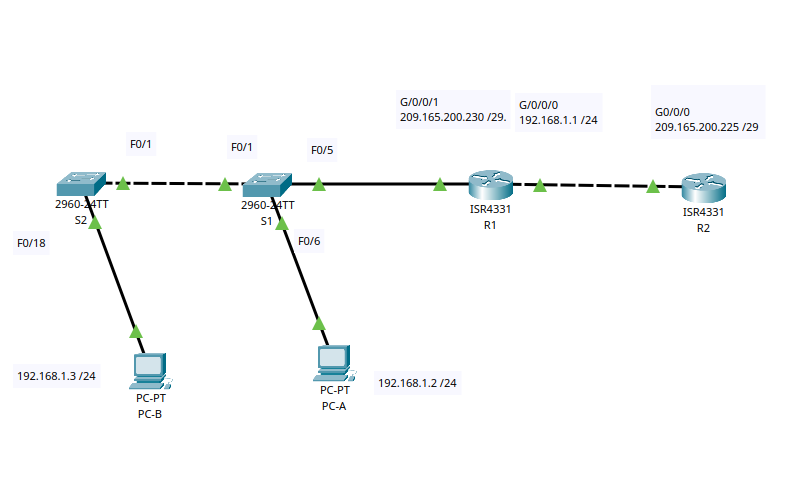 G/0/0/1
209.165.200.230 /29.
G/0/0/0
192.168.1.1 /24
G0/0/0
209.165.200.225 /29
F0/1
F0/1
F0/5
2960-24TT
S2
2960-24TT
S1
ISR4331
R1
ISR4331
R2
F0/18
F0/6
192.168.1.3 /24
PC-PT
PC-B
PC-PT
PC-A
192.168.1.2 /24